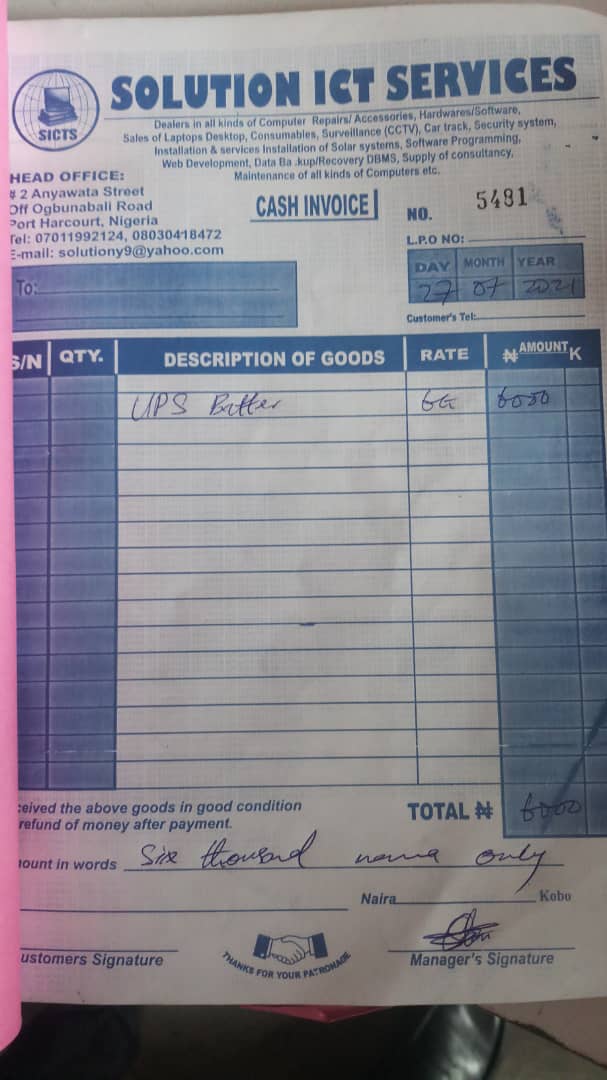 SOLUTION ICT SERVICES
SICTS
Dealers in all kinds of Computer Repairs/Accessories, Hardwares/Software,
Sales of Laptops Desktop, Consumables, Surveillance (CCTV), Car track, Security system,
Installation & services Installation of Solar systems, Software Programming,
Web Development, Data Ba .kup/Recovery DBMS, Supply of consultancy,
Maintenance of all kinds of Computers etc.
HEAD OFFICE:
# 2 Anyawata Street
Off Ogbunabali Road
Port Harcourt, Nigeria
Tel: 07011992124, 08030418472
E-mail: solutiony9@yahoo.com
CASH INVOICE
NO. 5491
L.P.O NO:
DAY MONTH YEAR
27 07 2021
To:
Customer's Tel:
S/N QTY. DESCRIPTION OF GOODS RATE ₦ AMOUNT K
UPS Batter 6000
ceived the above goods in good condition
refund of money after payment.
TOTAL ₦ 6000
ount in words Six thousand naira only
Naira Kobo
ustomers Signature
THANKS FOR YOUR PATRONAGE
Manager's Signature